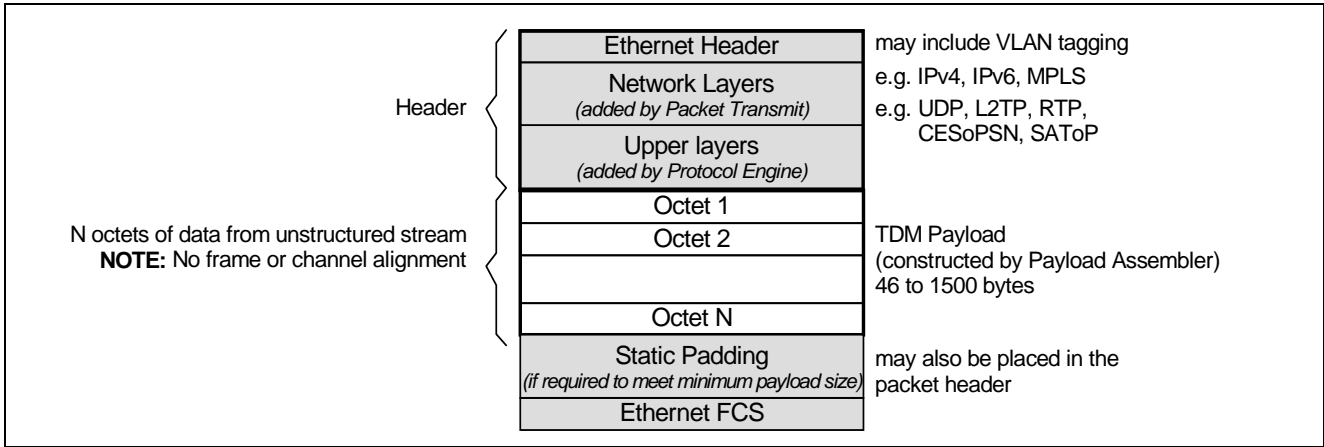 Ethernet Header
may include VLAN tagging
Network Layers
(added by Packet Transmit)
e.g. IPv4, IPv6, MPLS
e.g. UDP, L2TP, RTP,
CESoPSN, SAToP
Header
Upper layers
(added by Protocol Engine)
Octet 1
Octet 2
Octet N
N octets of data from unstructured stream
NOTE: No frame or channel alignment
TDM Payload
(constructed by Payload Assembler)
46 to 1500 bytes
Static Padding
(if required to meet minimum payload size)
may also be placed in the
packet header
Ethernet FCS